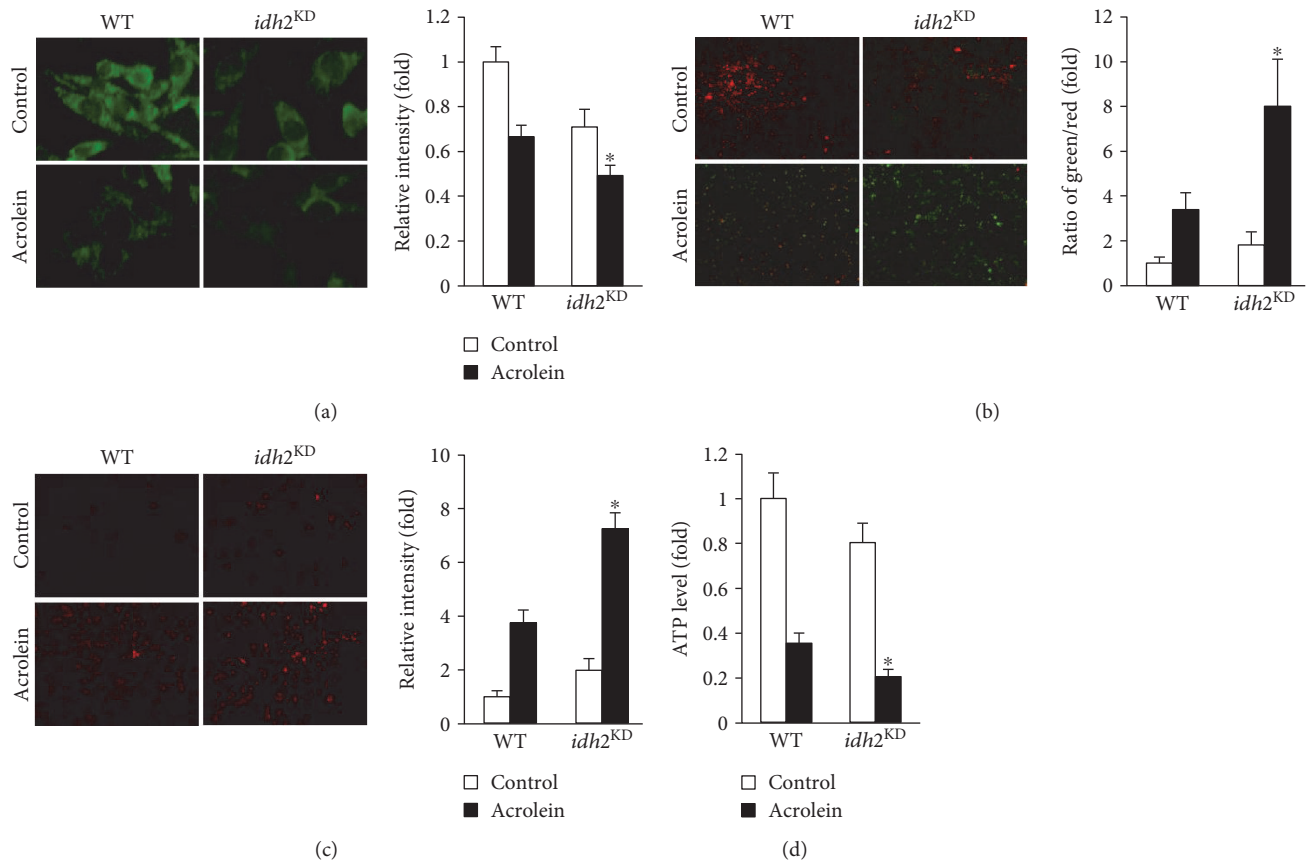 WT
idh2KD
Control
Acrolein
Relative intensity (fold)
1.2
1
0.8
0.6
0.4
0.2
0
*
WT
idh2KD
Control
Acrolein
(a)
WT
idh2KD
Control
Acrolein
Ratio of green/red (fold)
12
10
8
6
4
2
0
*
WT
idh2KD
(b)
WT
idh2KD
Control
Acrolein
Relative intensity (fold)
10
8
6
4
2
0
*
WT
idh2KD
Control
Acrolein
(c)
ATP level (fold)
1.2
1
0.8
0.6
0.4
0.2
0
*
WT
idh2KD
Control
Acrolein
(d)